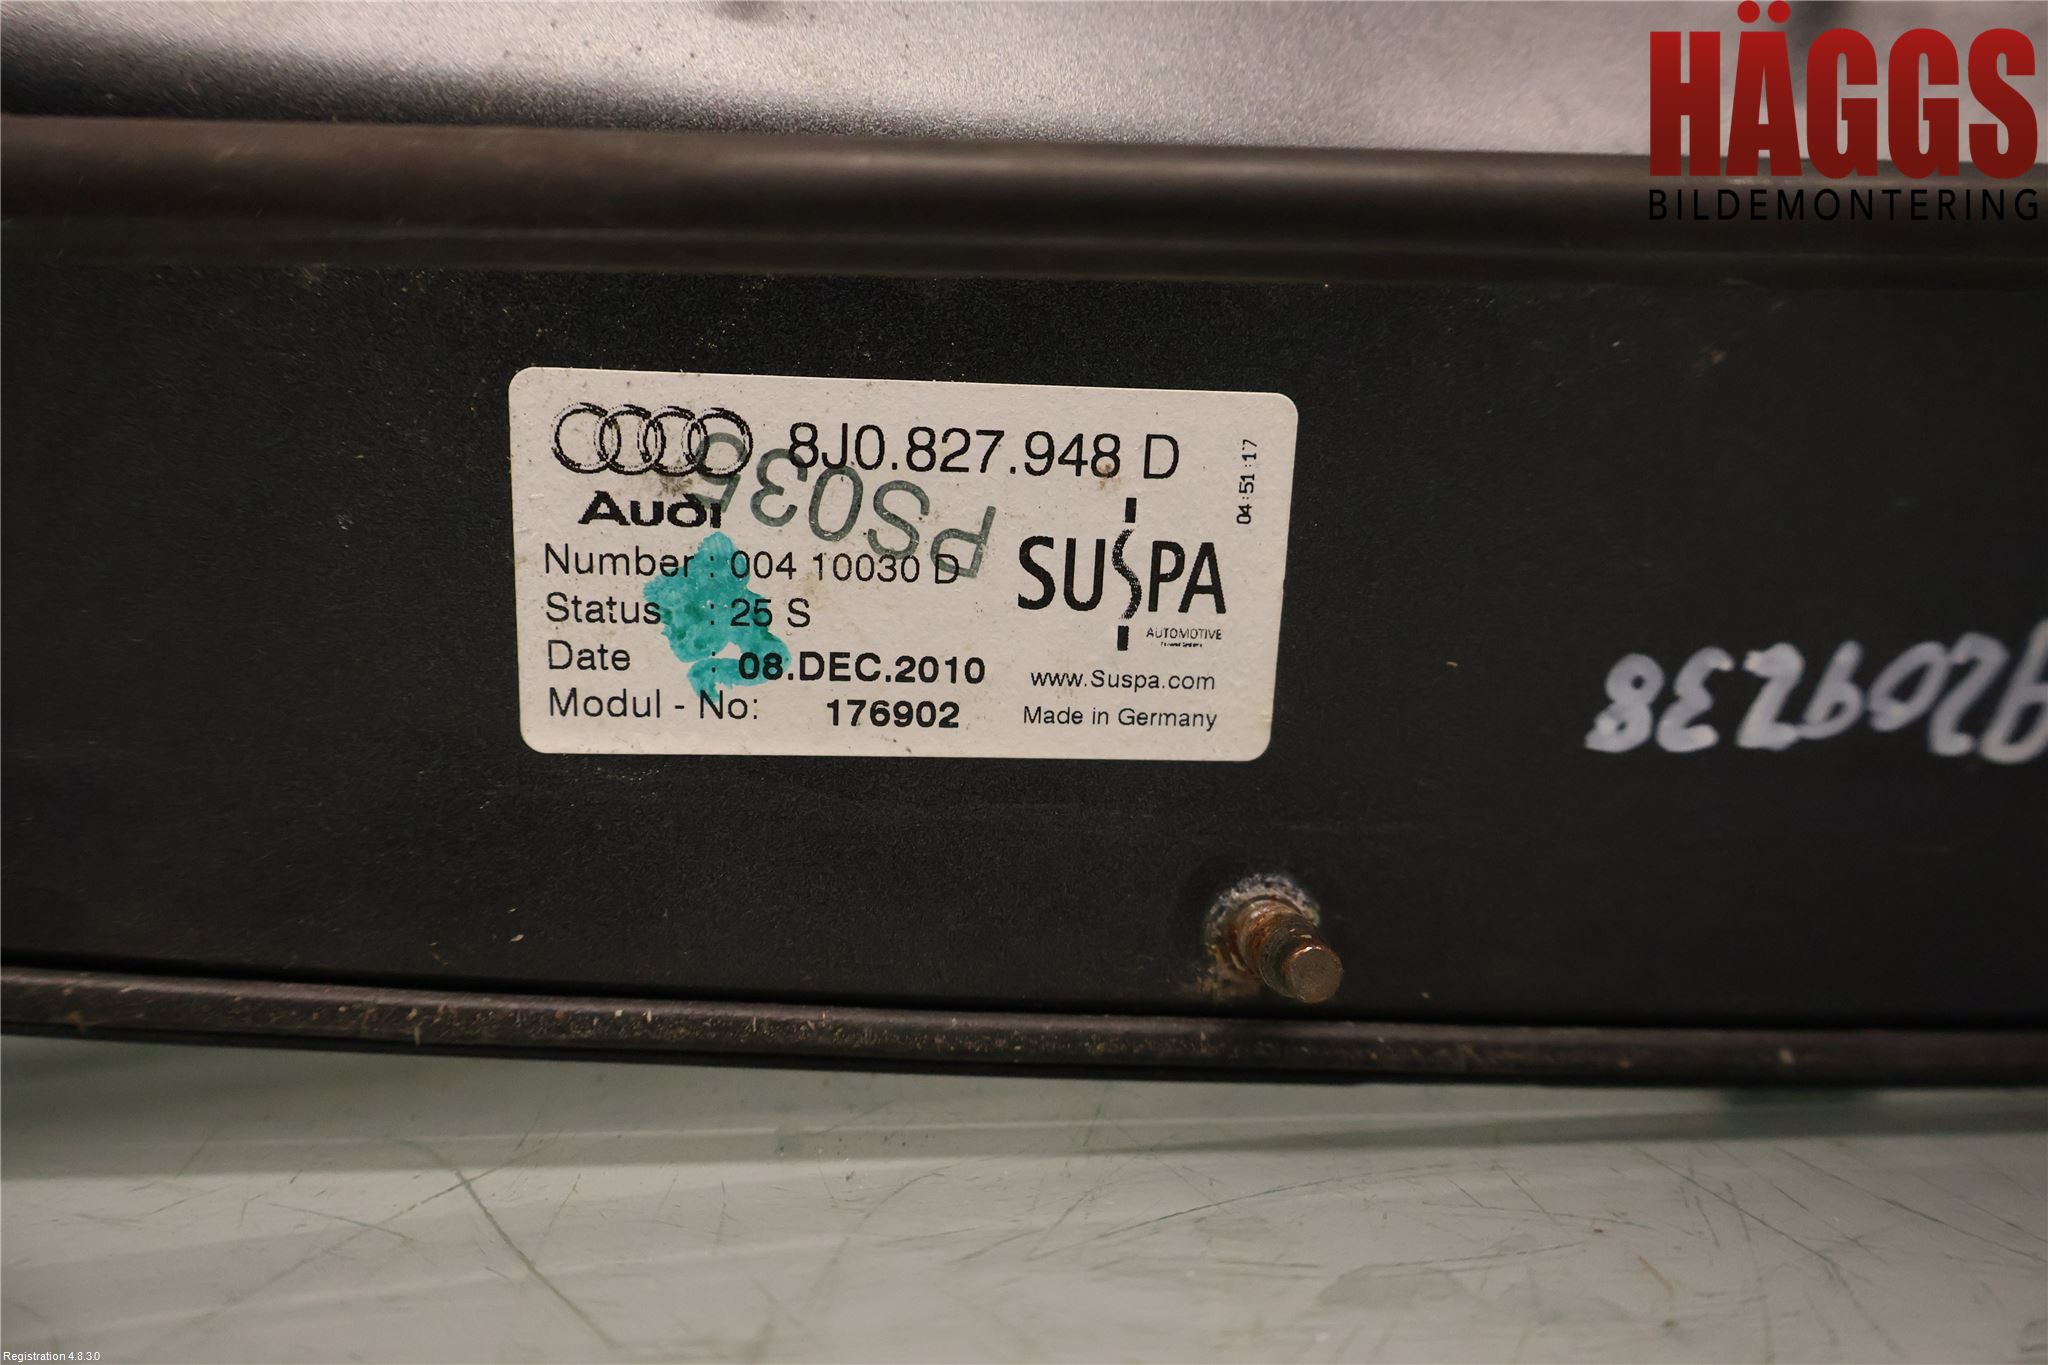 HÄGGS
BILDEMONTERING
8J0.827.948 D
04:51:17
Audi
PS035
Number : 004 10030 D
Status : 25 S
Date : 08.DEC.2010
Modul - No: 176902
SUSPA
AUTOMOTIVE
www.Suspa.com
Made in Germany
9209238
Registration 4.8.3.0